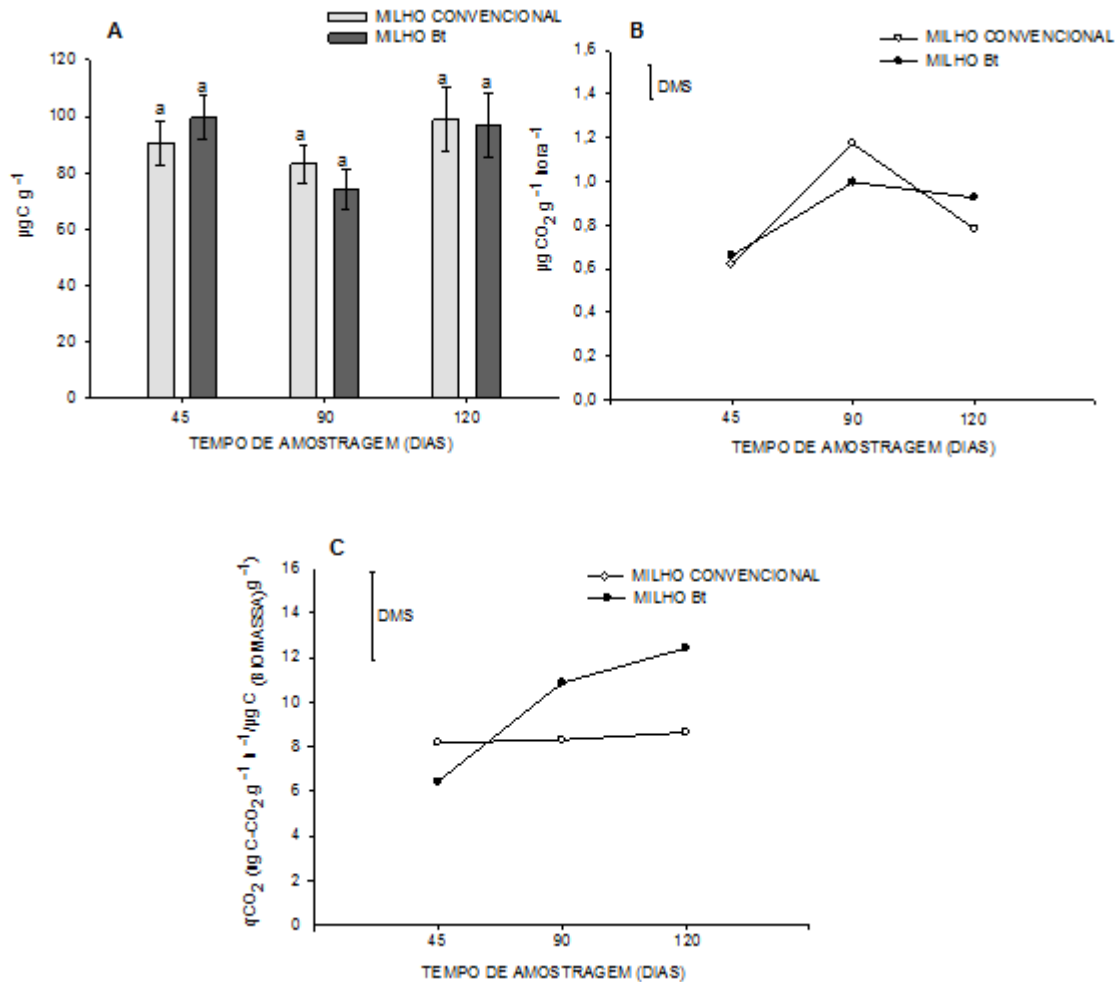 A
MILHO CONVENCIONAL
MILHO Bt
120
100
80
60
40
20
0
a
a
a
a
a
a
µg C g⁻¹
45
90
120
TEMPO DE AMOSTRAGEM (DIAS)
B
MILHO CONVENCIONAL
MILHO Bt
DMS
1,6
1,4
1,2
1,0
0,8
0,6
0,4
0,2
0,0
µg CO₂ g⁻¹ hora⁻¹
45
90
120
TEMPO DE AMOSTRAGEM (DIAS)
C
MILHO CONVENCIONAL
MILHO Bt
DMS
16
14
12
10
8
6
4
2
0
qCO₂ (µg C-CO₂ g⁻¹ h⁻¹/µg C (BIOMASSA) g⁻¹)
45
90
120
TEMPO DE AMOSTRAGEM (DIAS)